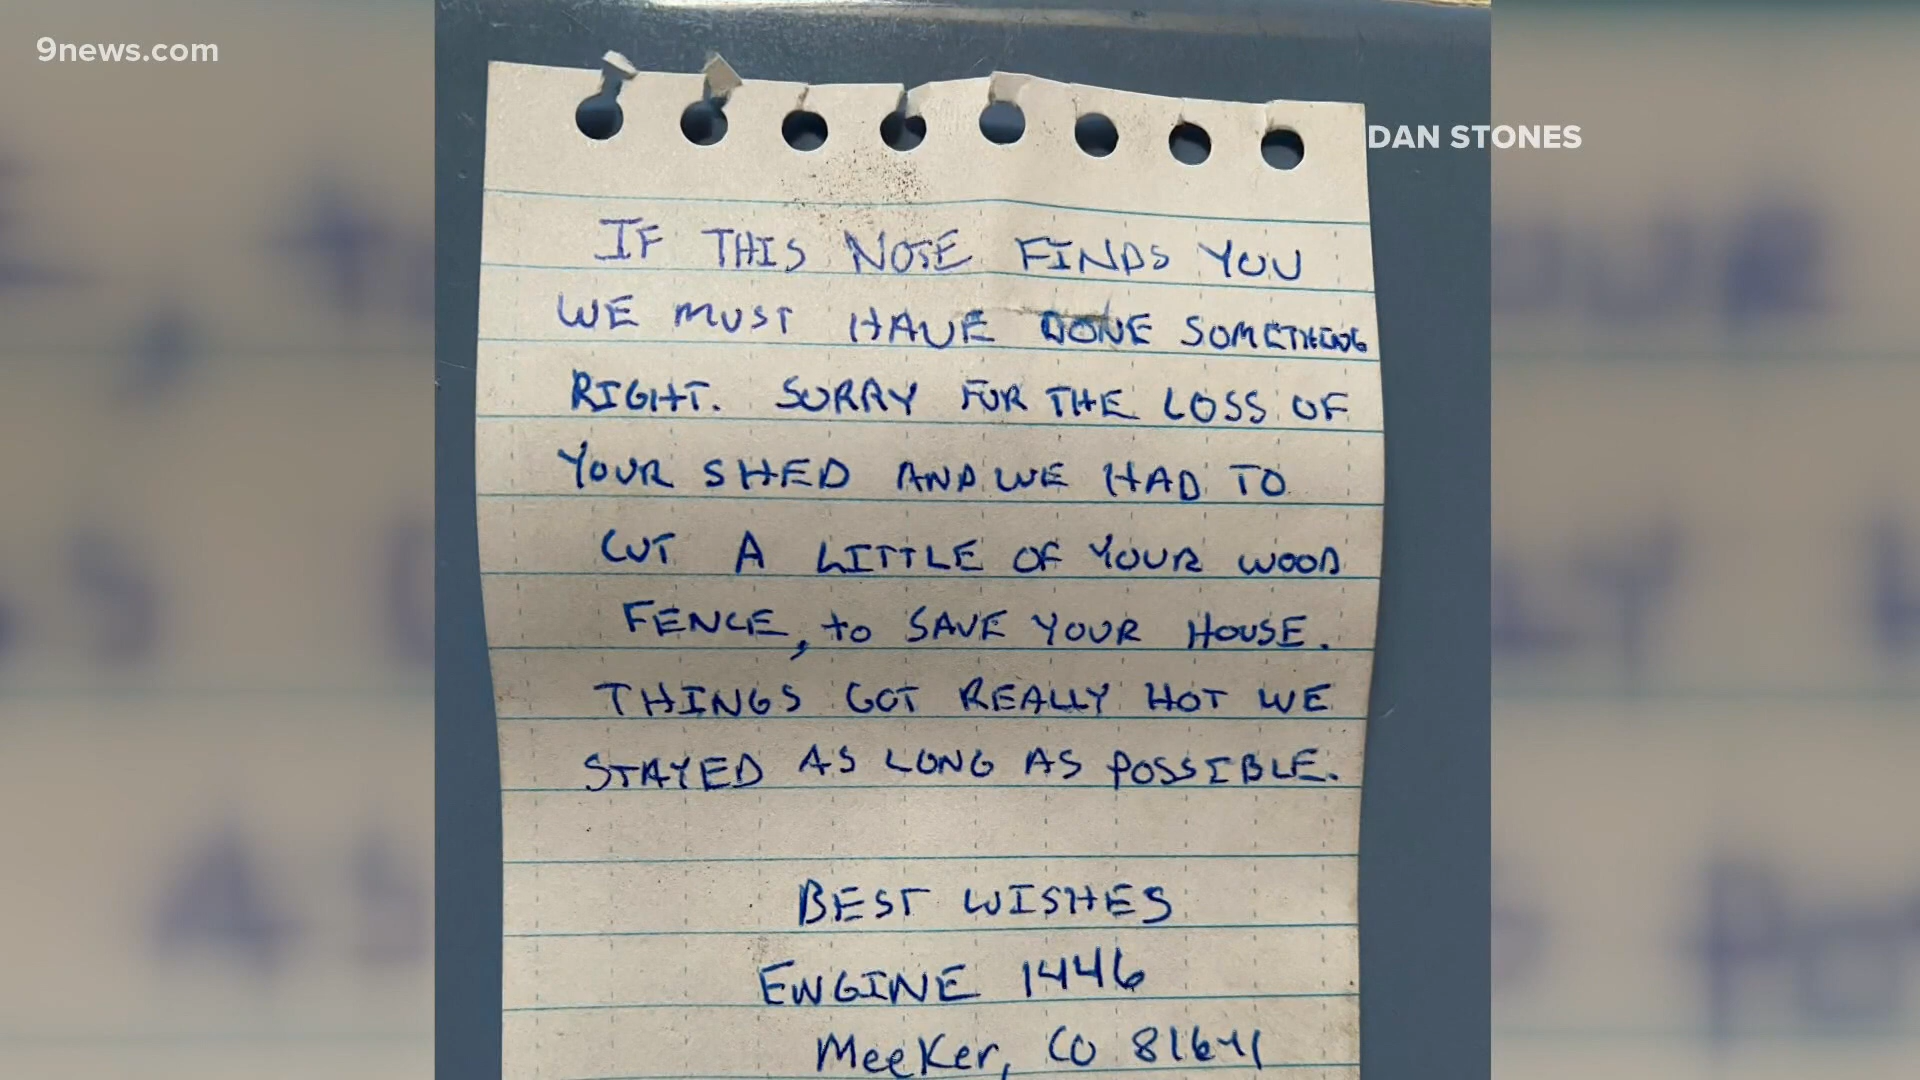 9news.com
DAN STONES
IF THIS NOTE FINDS YOU
WE MUST HAVE DONE SOMETHING
RIGHT. SORRY FOR THE LOSS OF
YOUR SHED AND WE HAD TO
CUT A LITTLE OF YOUR WOOD
FENCE, to SAVE YOUR HOUSE.
THINGS GOT REALLY HOT WE
STAYED AS LONG AS POSSIBLE.
BEST WISHES
ENGINE 1446
MeeKer, CO 81641